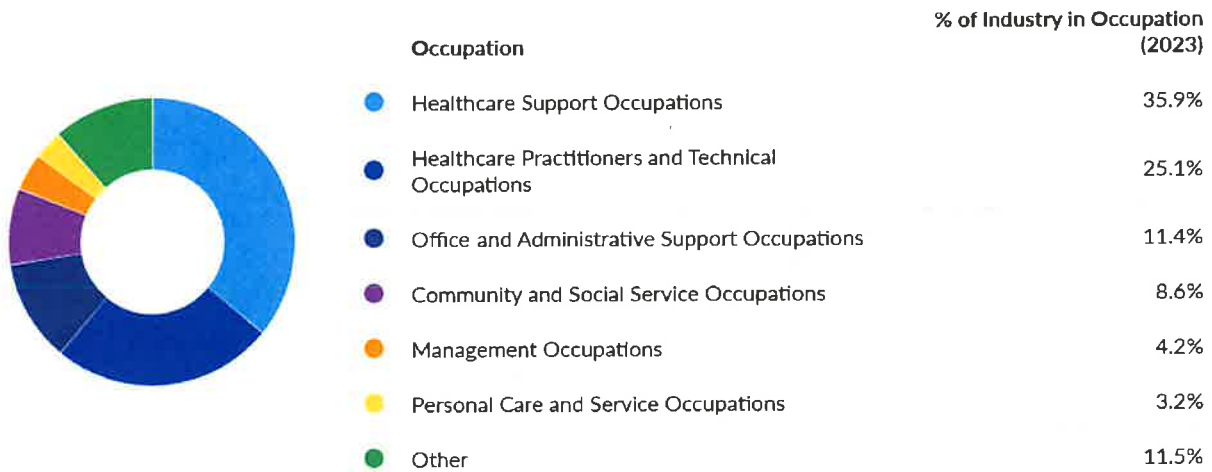 % of Industry in Occupation
Occupation
(2023)
Healthcare Support Occupations
35.9%
Healthcare Practitioners and Technical
Occupations
25.1%
Office and Administrative Support Occupations
11.4%
Community and Social Service Occupations
8.6%
Management Occupations
4.2%
Personal Care and Service Occupations
3.2%
Other
11.5%